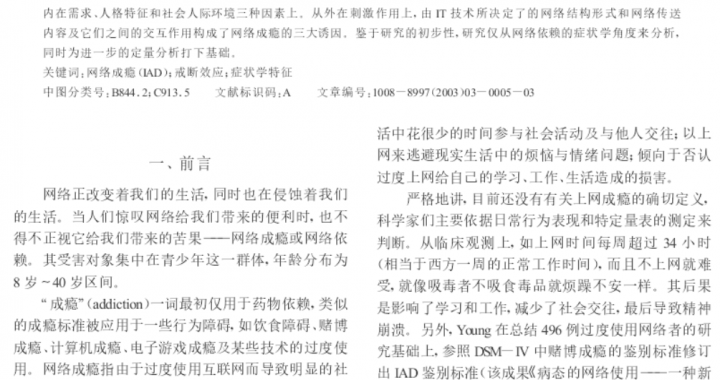 内在需求、人格特征和社会人际环境三种因素上。从外在刺激作用上,由 IT 技术所决定了的网络结构形式和网络传送
内容及它们之间的交互作用构成了网络成瘾的三大诱因。鉴于研究的初步性,研究仅从网络依赖的症状学角度来分析,
同时为进一步的定量分析打下基础。
关键词:网络成瘾(IAD);戒断效应;症状学特征
中图分类号:B844.2;C913.5 文献标识码:A 文章编号:1008-8997(2003)03-0005-03
一、前言
网络正改变着我们的生活,同时也在侵蚀着我们
的生活。当人们惊叹网络给我们带来的便利时,也不
得不正视它给我们带来的苦果——网络成瘾或网络依
赖。其受害对象集中在青少年这一群体,年龄分布为
8 岁~40 岁区间。
“成瘾”(addiction)一词最初仅用于药物依赖,类似
的成瘾标准被应用于一些行为障碍,如饮食障碍、赌博
成瘾、计算机成瘾、电子游戏成瘾及某些技术的过度使
用。网络成瘾指由于过度使用互联网而导致明显的社
活中花很少的时间参与社会活动及与他人交往;以上
网来逃避现实生活中的烦恼与情绪问题;倾向于否认
过度上网给自己的学习、工作、生活造成的损害。
严格地讲,目前还没有有关上网成瘾的确切定义,
科学家们主要依据日常行为表现和特定量表的测定来
判断。从临床观测上,如上网时间每周超过 34 小时
(相当于西方一周的正常工作时间),而且不上网就难
受,就像吸毒者不吸食毒品就烦躁不安一样。其后果
是影响了学习和工作,减少了社会交往,最后导致精神
崩溃。另外,Young 在总结 496 例过度使用网络者的研
究基础上,参照 DSM-IV 中赌博成瘾的鉴别标准修订
出 IAD 鉴别标准(该成果《病态的网络使用——一种新